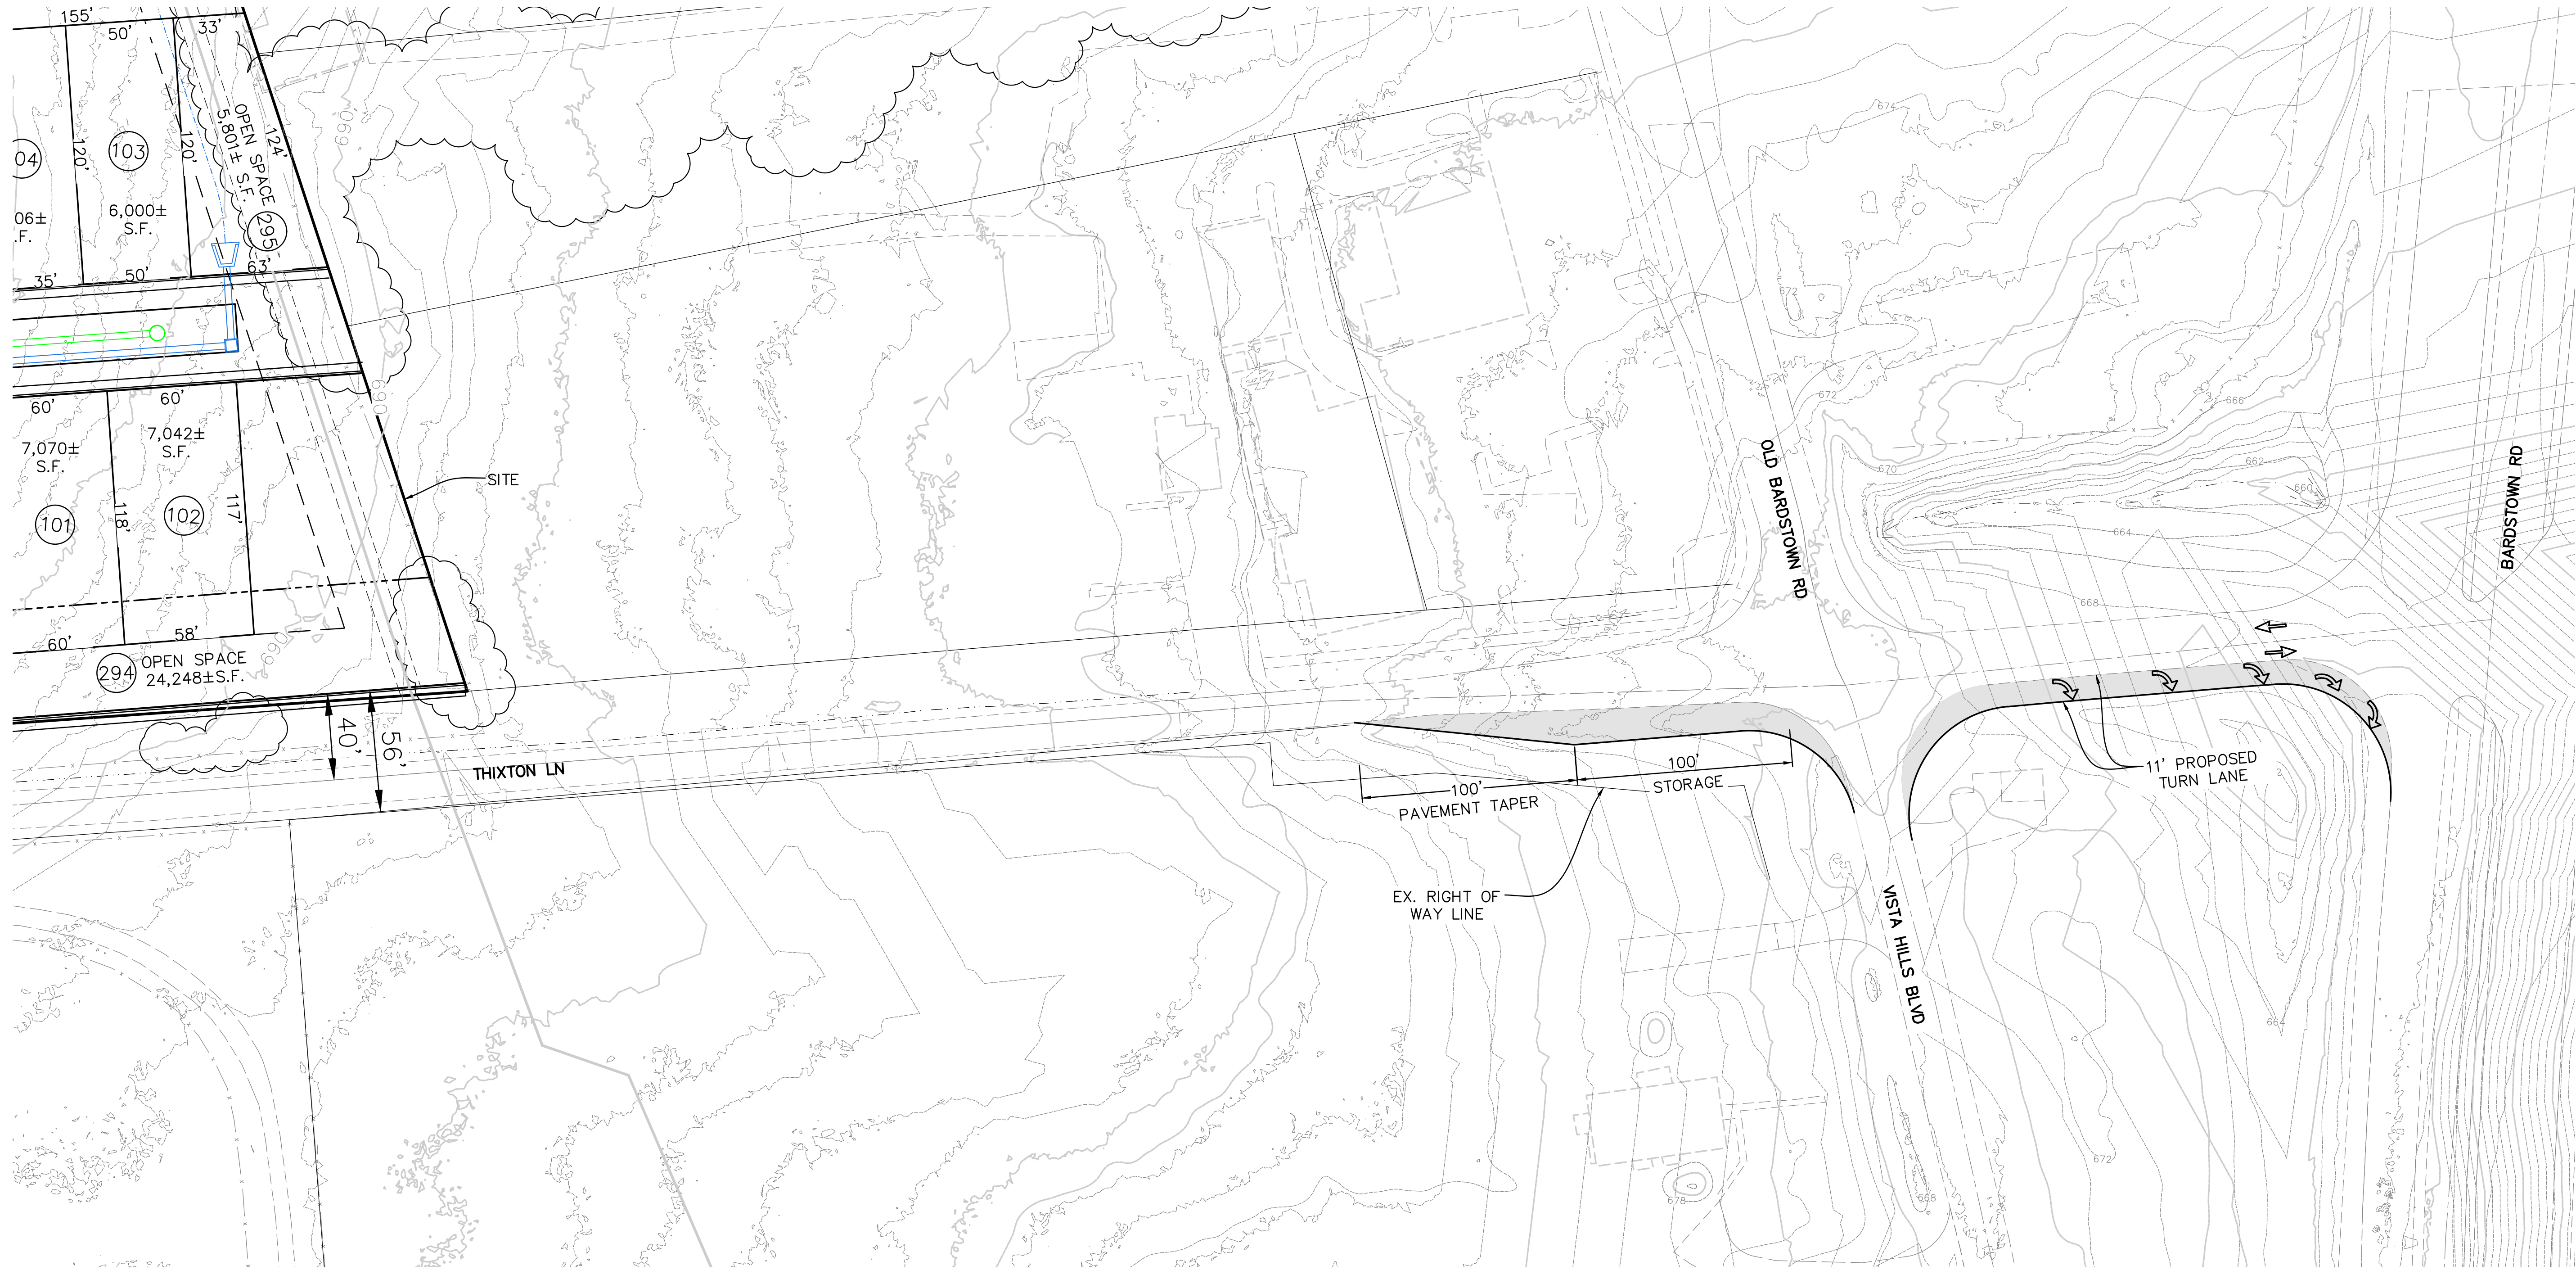 155'
50'
33'
04
120'
103
120'
124'
OPEN SPACE
5,801± S.F.
295
06±
.F.
6,000±
S.F.
35'
50'
63'
690
690
60'
60'
7,070±
S.F.
7,042±
S.F.
101
118'
102
117'
SITE
60'
58'
294
OPEN SPACE
24,248±S.F.
690
40'
56'
THIXTON LN
100'
PAVEMENT TAPER
100'
STORAGE
EX. RIGHT OF
WAY LINE
OLD BARDSTOWN RD
VISTA HILLS BLVD
BARDSTOWN RD
11' PROPOSED
TURN LANE
674
672
672
666
670
662
660
664
668
664
672
678
668